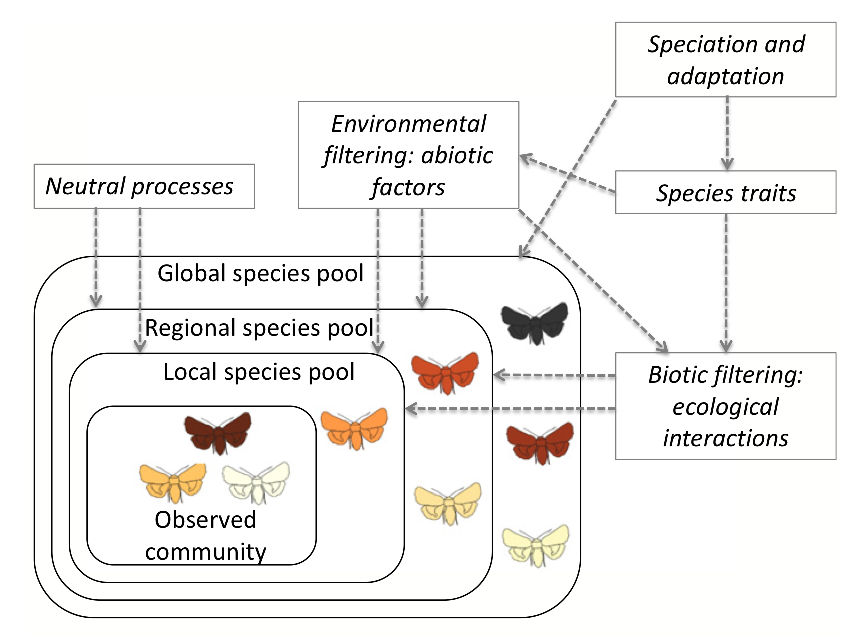 Speciation and
adaptation
Environmental
filtering: abiotic
factors
Neutral processes
Species traits
Global species pool
Regional species pool
Local species pool
Biotic filtering:
ecological
interactions
Observed
community